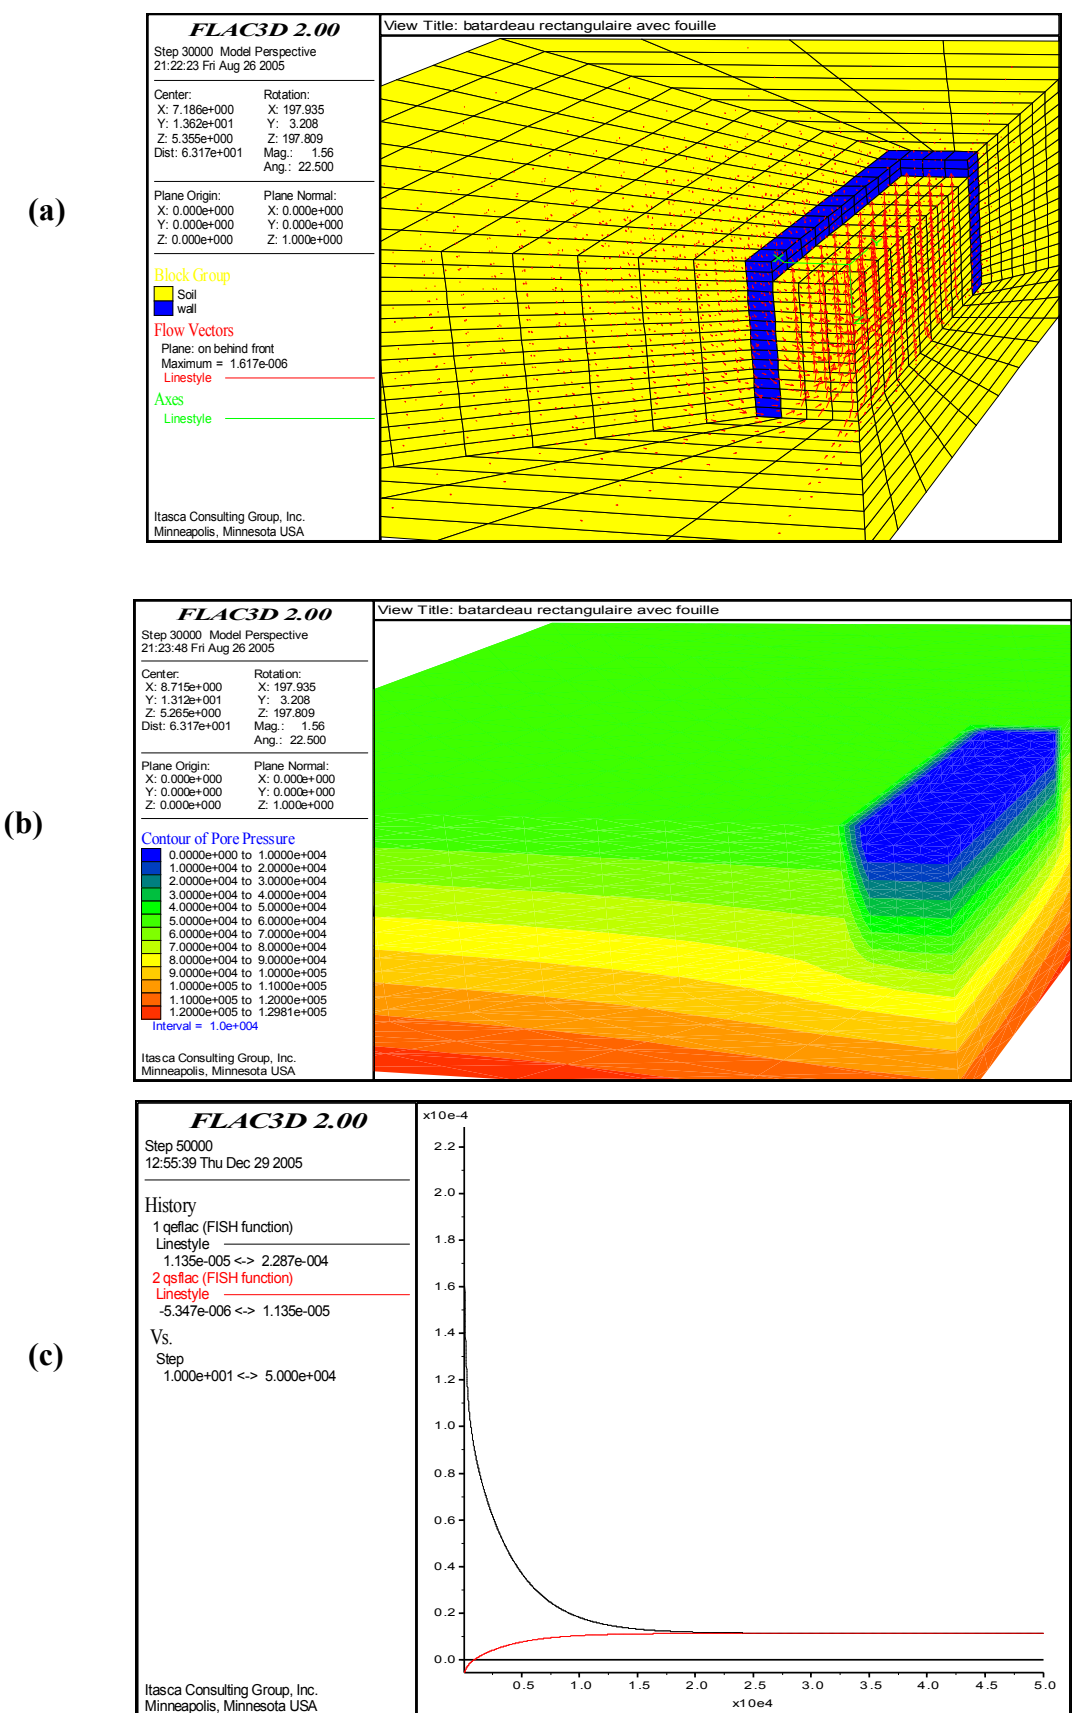 (a)
FLAC3D 2.00
Step 30000 Model Perspective
21:22:23 Fri Aug 26 2005
Center:
X: 7.186e+000
Y: 1.362e+001
Z: 5.355e+000
Dist: 6.317e+001
Rotation:
X: 197.935
Y: 3.208
Z: 197.809
Mag.: 1.56
Ang.: 22.500
Plane Origin:
X: 0.000e+000
Y: 0.000e+000
Z: 0.000e+000
Plane Normal:
X: 0.000e+000
Y: 0.000e+000
Z: 1.000e+000
Block Group
Soil
wall
Flow Vectors
Plane: on behind front
Maximum = 1.617e-006
Linestyle
Axes
Linestyle
Itasca Consulting Group, Inc.
Minneapolis, Minnesota USA
View Title: batardeau rectangulaire avec fouille
X
(b)
FLAC3D 2.00
Step 30000 Model Perspective
21:23:48 Fri Aug 26 2005
Center:
X: 8.715e+000
Y: 1.312e+001
Z: 5.265e+000
Dist: 6.317e+001
Rotation:
X: 197.935
Y: 3.208
Z: 197.809
Mag.: 1.56
Ang.: 22.500
Plane Origin:
X: 0.000e+000
Y: 0.000e+000
Z: 0.000e+000
Plane Normal:
X: 0.000e+000
Y: 0.000e+000
Z: 1.000e+000
Contour of Pore Pressure
0.0000e+000 to 1.0000e+004
1.0000e+004 to 2.0000e+004
2.0000e+004 to 3.0000e+004
3.0000e+004 to 4.0000e+004
4.0000e+004 to 5.0000e+004
5.0000e+004 to 6.0000e+004
6.0000e+004 to 7.0000e+004
7.0000e+004 to 8.0000e+004
8.0000e+004 to 9.0000e+004
9.0000e+004 to 1.0000e+005
1.0000e+005 to 1.1000e+005
1.1000e+005 to 1.2000e+005
1.2000e+005 to 1.2981e+005
Interval = 1.0e+004
Itasca Consulting Group, Inc.
Minneapolis, Minnesota USA
View Title: batardeau rectangulaire avec fouille
(c)
FLAC3D 2.00
Step 50000
12:55:39 Thu Dec 29 2005
History
1 qeflac (FISH function)
Linestyle
1.135e-005 <-> 2.287e-004
2 qsflac (FISH function)
Linestyle
-5.347e-006 <-> 1.135e-005
Vs.
Step
1.000e+001 <-> 5.000e+004
Itasca Consulting Group, Inc.
Minneapolis, Minnesota USA
x10e-4
2.2
2.0
1.8
1.6
1.4
1.2
1.0
0.8
0.6
0.4
0.2
0.0
0.5 1.0 1.5 2.0 2.5 3.0 3.5 4.0 4.5 5.0
x10e4